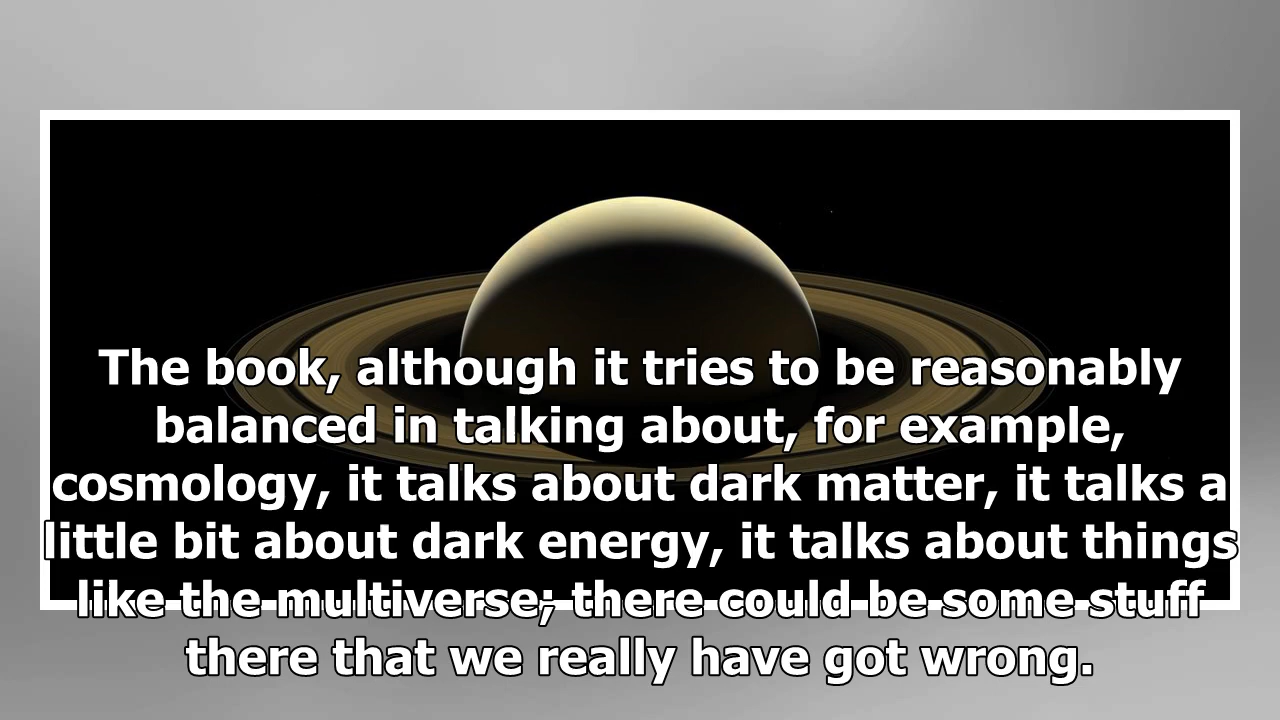 The book, although it tries to be reasonably
balanced in talking about, for example,
cosmology, it talks about dark matter, it talks a
little bit about dark energy, it talks about things
like the multiverse; there could be some stuff
there that we really have got wrong.